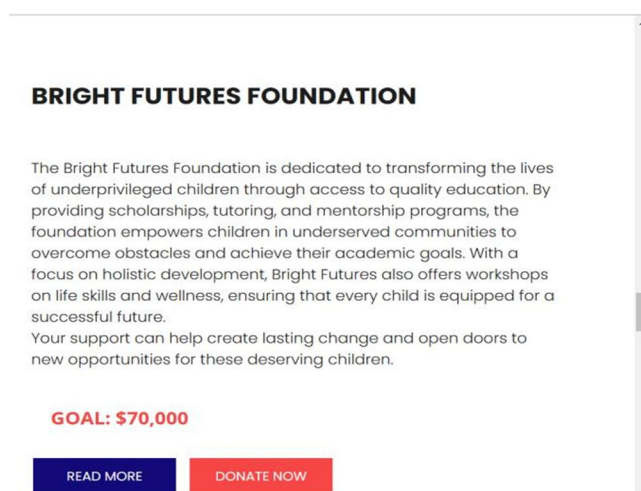 BRIGHT FUTURES FOUNDATION
The Bright Futures Foundation is dedicated to transforming the lives
of underprivileged children through access to quality education. By
providing scholarships, tutoring, and mentorship programs, the
foundation empowers children in underserved communities to
overcome obstacles and achieve their academic goals. With a
focus on holistic development, Bright Futures also offers workshops
on life skills and wellness, ensuring that every child is equipped for a
successful future.
Your support can help create lasting change and open doors to
new opportunities for these deserving children.
GOAL: $70,000
READ MORE DONATE NOW